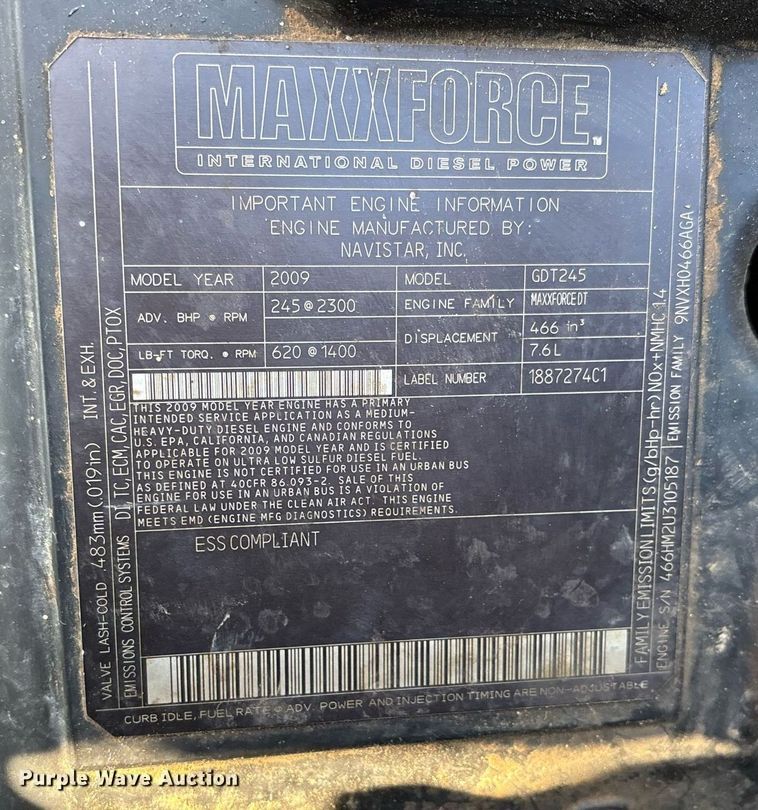 MAXXFORCE™
INTERNATIONAL DIESEL POWER
IMPORTANT ENGINE INFORMATION
ENGINE MANUFACTURED BY:
NAVISTAR, INC.
MODEL YEAR 2009 MODEL GDT245
ADV. BHP @ RPM 245@2300 ENGINE FAMILY MAXXFORCE DT
DISPLACEMENT 466 in³
7.6L
LB-FT TORQ. @ RPM 620@1400
LABEL NUMBER 1887274C1
THIS 2009 MODEL YEAR ENGINE HAS A PRIMARY
INTENDED SERVICE APPLICATION AS A MEDIUM-
HEAVY-DUTY DIESEL ENGINE AND CONFORMS TO
U.S. EPA, CALIFORNIA, AND CANADIAN REGULATIONS
APPLICABLE FOR 2009 MODEL YEAR AND IS CERTIFIED
TO OPERATE ON ULTRA LOW SULFUR DIESEL FUEL.
THIS ENGINE IS NOT CERTIFIED FOR USE IN AN URBAN BUS
AS DEFINED AT 40CFR 86.093-2. SALE OF THIS
ENGINE FOR USE IN AN URBAN BUS IS A VIOLATION OF
FEDERAL LAW UNDER THE CLEAN AIR ACT. THIS ENGINE
MEETS EMD (ENGINE MFG DIAGNOSTICS) REQUIREMENTS.
ESS COMPLIANT
CURB IDLE, FUEL RATE @ ADV. POWER AND INJECTION TIMING ARE NON-ADJUSTABLE
VALVE LASH-COLD .483mm (.019in) INT. & EXH.
EMISSIONS CONTROL SYSTEMS DI, TC, ECM, CAC, EGR, DOC, PTOX
FAMILY EMISSION LIMITS (g/bHp-hr) NOx+NMHC 1.4
ENGINE S/N 466HM2U3105187 EMISSION FAMILY 9NVXH0466AGA
Purple Wave Auction